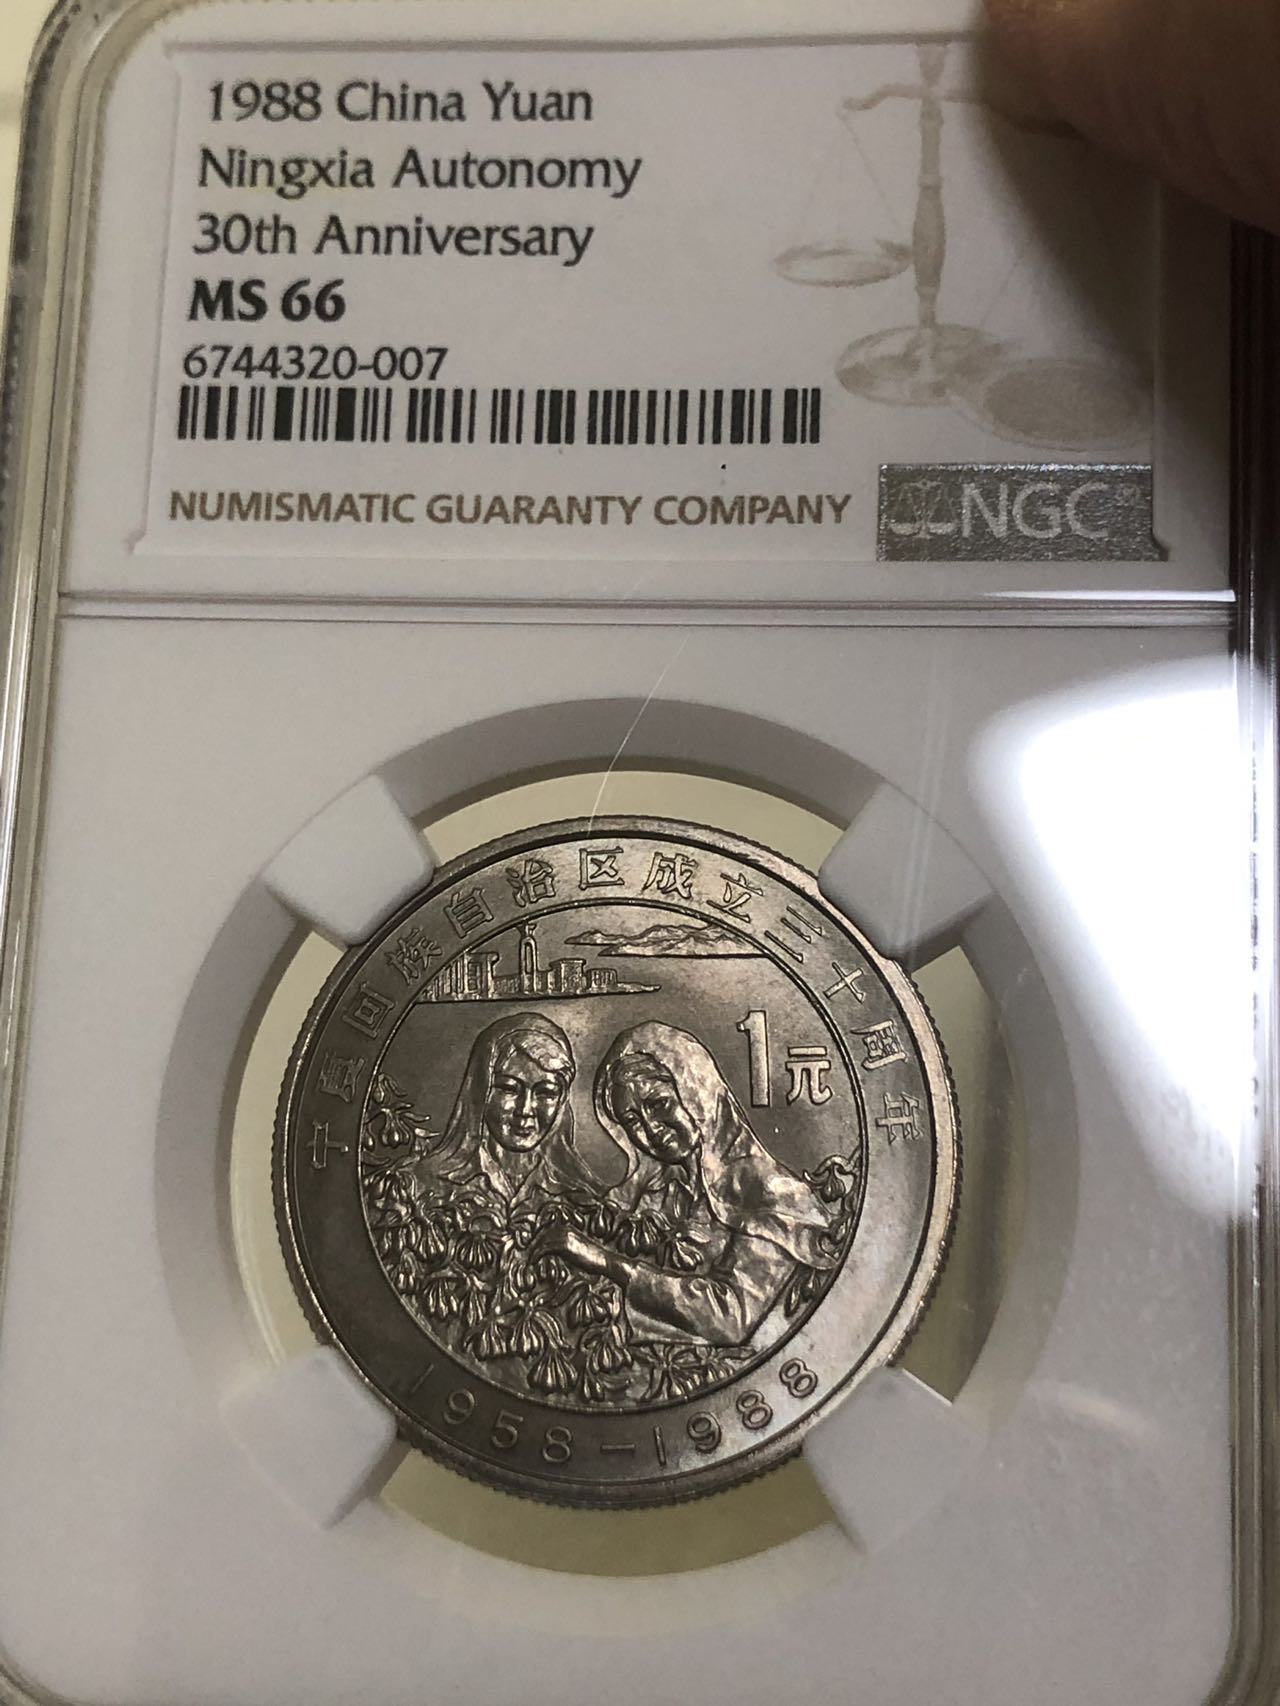 1988 China Yuan
Ningxia Autonomy
30th Anniversary
MS 66
6744320-007
NUMISMATIC GUARANTY COMPANY
NGC®
宁夏回族自治区成立三十周年
1元
1958-1988